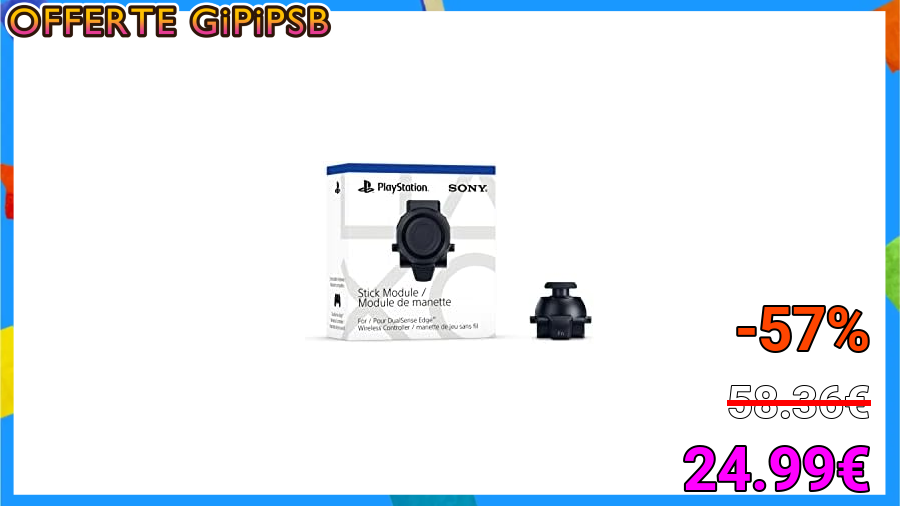 OFFERTE GiPiPSB
PlayStation. SONY.
Stick Module /
Module de manette
For / Pour DualSense Edge™
Wireless Controller / manette de jeu sans fil
-57%
58.36€
24.99€